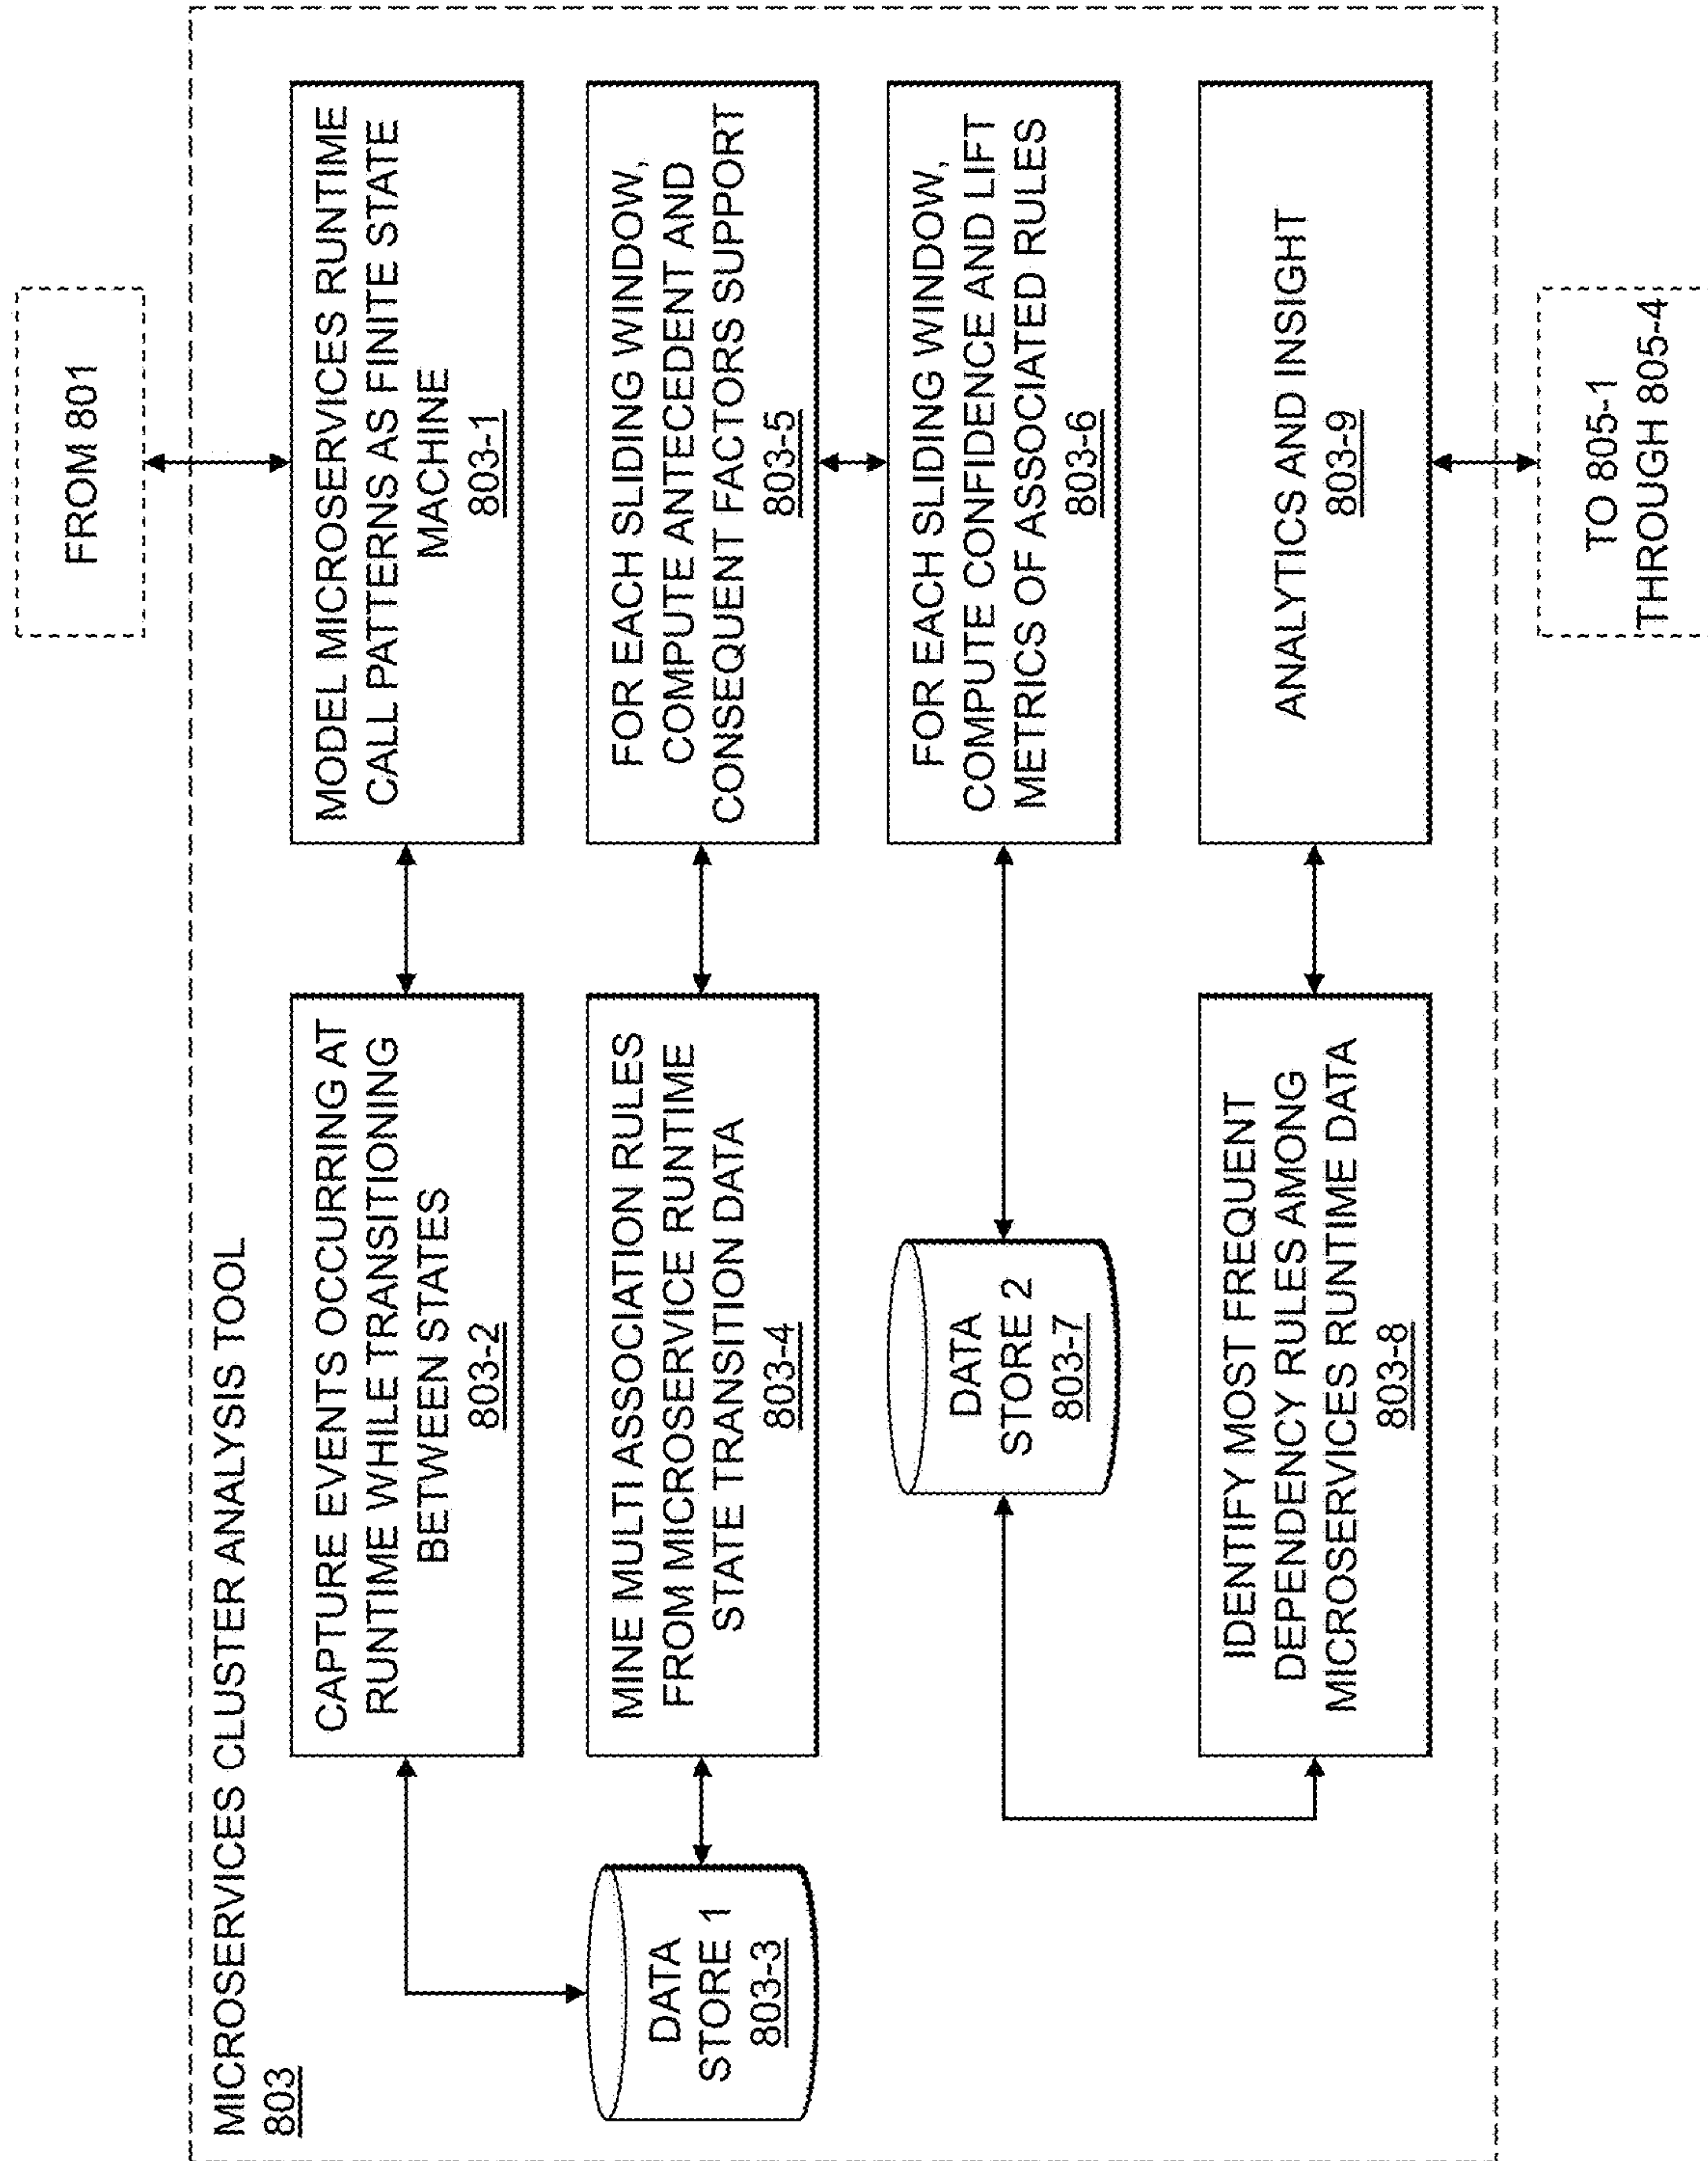 MICROSERVICES CLUSTER ANALYSIS TOOL
803
FROM 801
CAPTURE EVENTS OCCURRING AT
RUNTIME WHILE TRANSITIONING
BETWEEN STATES
803-2
MODEL MICROSERVICES RUNTIME
CALL PATTERNS AS FINITE STATE
MACHINE
803-1
DATA
STORE 1
803-3
MINE MULTI ASSOCIATION RULES
FROM MICROSERVICE RUNTIME
STATE TRANSITION DATA
803-4
FOR EACH SLIDING WINDOW,
COMPUTE ANTECEDENT AND
CONSEQUENT FACTORS SUPPORT
803-5
DATA
STORE 2
803-7
FOR EACH SLIDING WINDOW,
COMPUTE CONFIDENCE AND LIFT
METRICS OF ASSOCIATED RULES
803-6
IDENTIFY MOST FREQUENT
DEPENDENCY RULES AMONG
MICROSERVICES RUNTIME DATA
803-8
ANALYTICS AND INSIGHT
803-9
TO 805-1
THROUGH 805-4